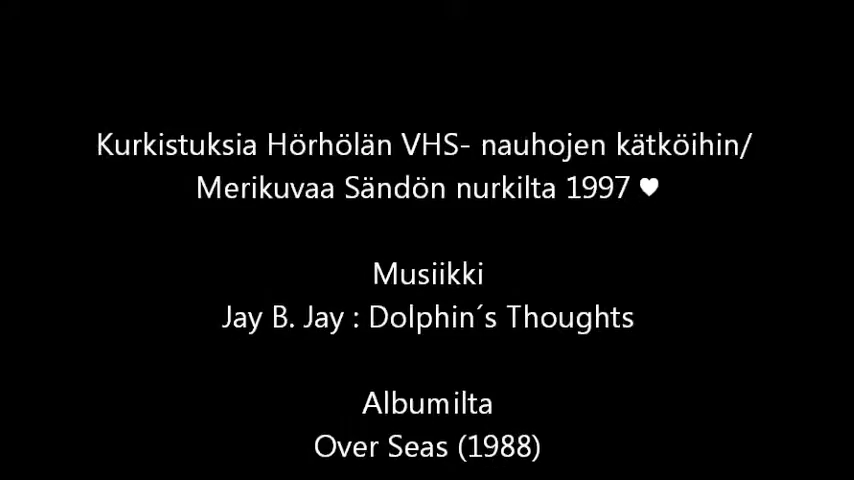 Kurkistuksia Hörhölän VHS- nauhojen kätköihin/
Merikuvaa Sändön nurkilta 1997 ♥
Musiikki
Jay B. Jay : Dolphin´s Thoughts
Albumilta
Over Seas (1988)